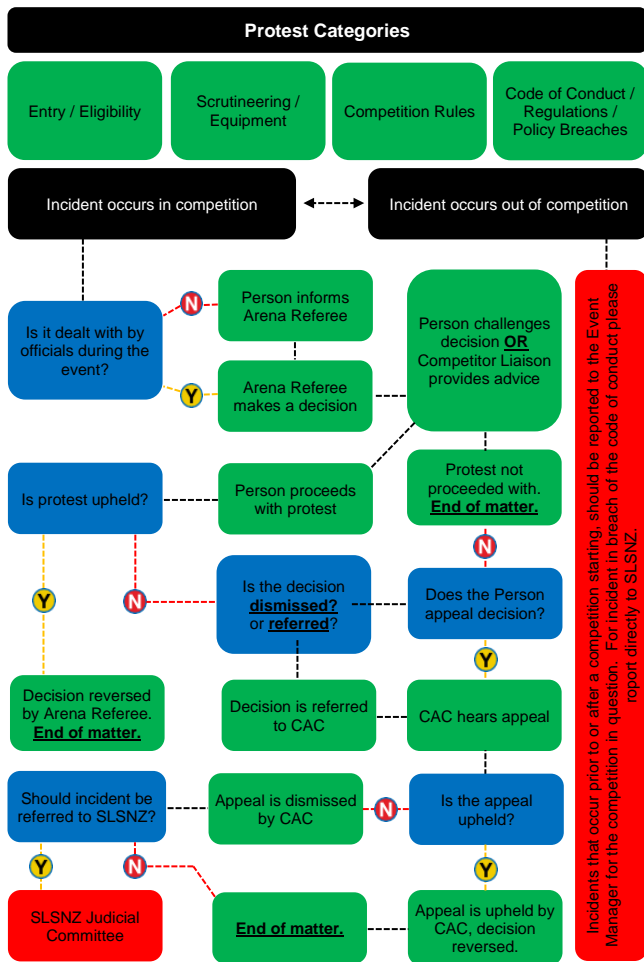 Protest Categories
Entry / Eligibility
Scrutineering /
Equipment
Competition Rules
Code of Conduct /
Regulations /
Policy Breaches
Incident occurs in competition
Incident occurs out of competition
Is it dealt with by
officials during the
event?
N
Person informs
Arena Referee
Y
Arena Referee
makes a decision
Person challenges
decision OR
Competitor Liaison
provides advice
Is protest upheld?
Person proceeds
with protest
Protest not
proceeded with.
End of matter.
N
Y
N
Is the decision
dismissed?
or referred?
Does the Person
appeal decision?
Y
Decision reversed
by Arena Referee.
End of matter.
Decision is referred
to CAC
CAC hears appeal
Should incident be
referred to SLSNZ?
Appeal is dismissed
by CAC
N
Is the appeal
upheld?
Y
N
Y
SLSNZ Judicial
Committee
End of matter.
Appeal is upheld by
CAC, decision
reversed.
Incidents that occur prior to or after a competition starting, should be reported to the Event
Manager for the competition in question. For incident in breach of the code of conduct please
report directly to SLSNZ.